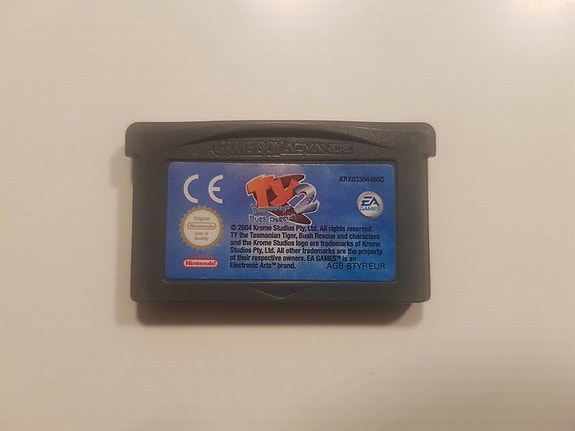 GAME BOY ADVANCE
CE
KRX03304460C
TY 2
BUSH RESCUE
EA
GAMES
Original
Nintendo
Seal of
Quality
© 2004 Krome Studios Pty, Ltd. All rights reserved.
TY the Tasmanian Tiger, Bush Rescue and characters
and the Krome Studios logo are trademarks of Krome
Studios Pty, Ltd. All other trademarks are the property
of their respective owners. EA GAMES™ is an
Electronic Arts™ brand.
Nintendo
AGB-BTYP-EUR